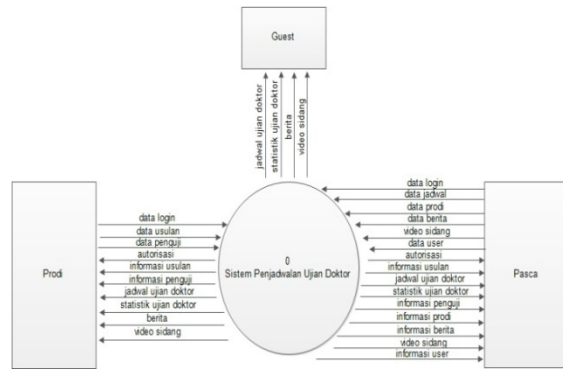 Guest
jadwal ujian doktor
statistik ujian doktor
berita
video sidang
Prodi
data login
data usulan
data penguji
autorisasi
informasi usulan
informasi penguji
jadwal ujian doktor
statistik ujian doktor
berita
video sidang
0
Sistem Penjadwalan Ujian Doktor
data login
data jadwal
data prodi
data berita
video sidang
data user
autorisasi
informasi usulan
jadwal ujian doktor
statistik ujian doktor
informasi penguji
informasi prodi
informasi berita
video sidang
informasi user
Pasca